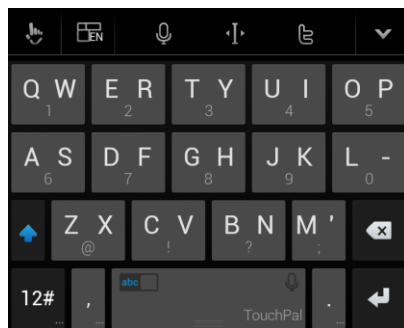 EN
Q W E R T Y U I O P
1 2 3 4 5
A S D F G H J K L -
6 7 8 9 0
Z X C V B N M '
@ ! ? ;
abc
12# , . 
TouchPal